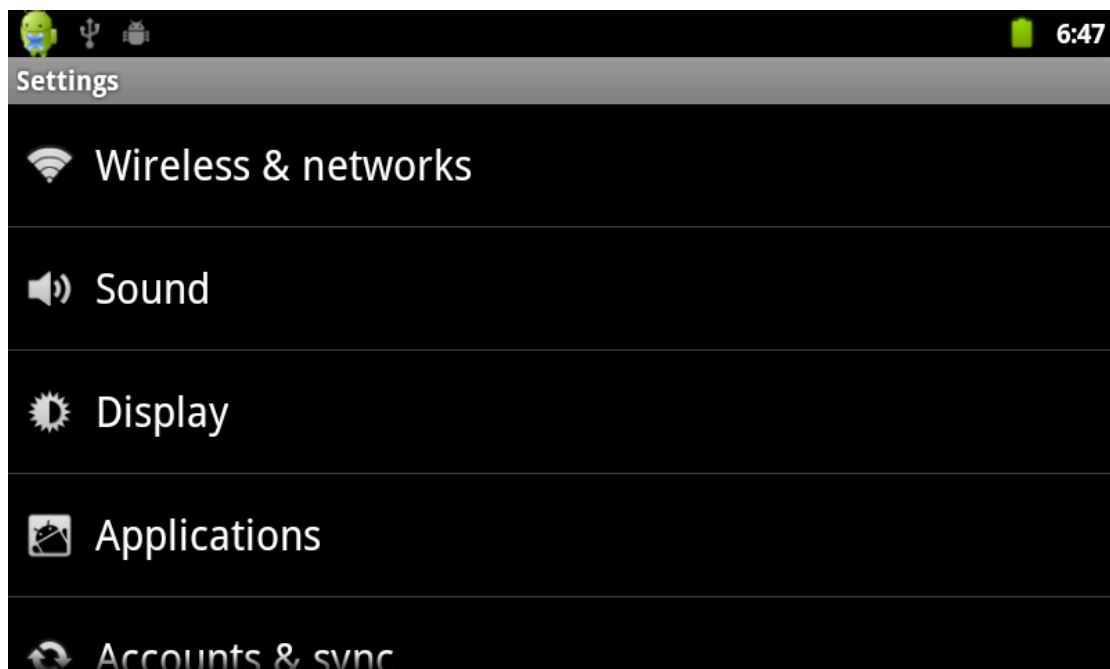 6:47
Settings
Wireless & networks
Sound
Display
Applications
Accounts & sync